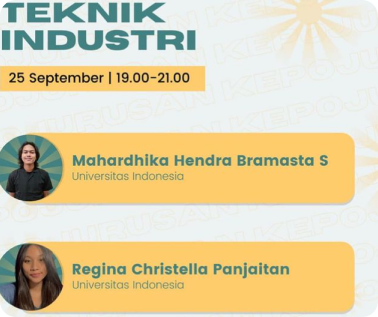 TEKNIK
INDUSTRI
25 September | 19.00-21.00
Mahardhika Hendra Bramasta S
Universitas Indonesia
Regina Christella Panjaitan
Universitas Indonesia